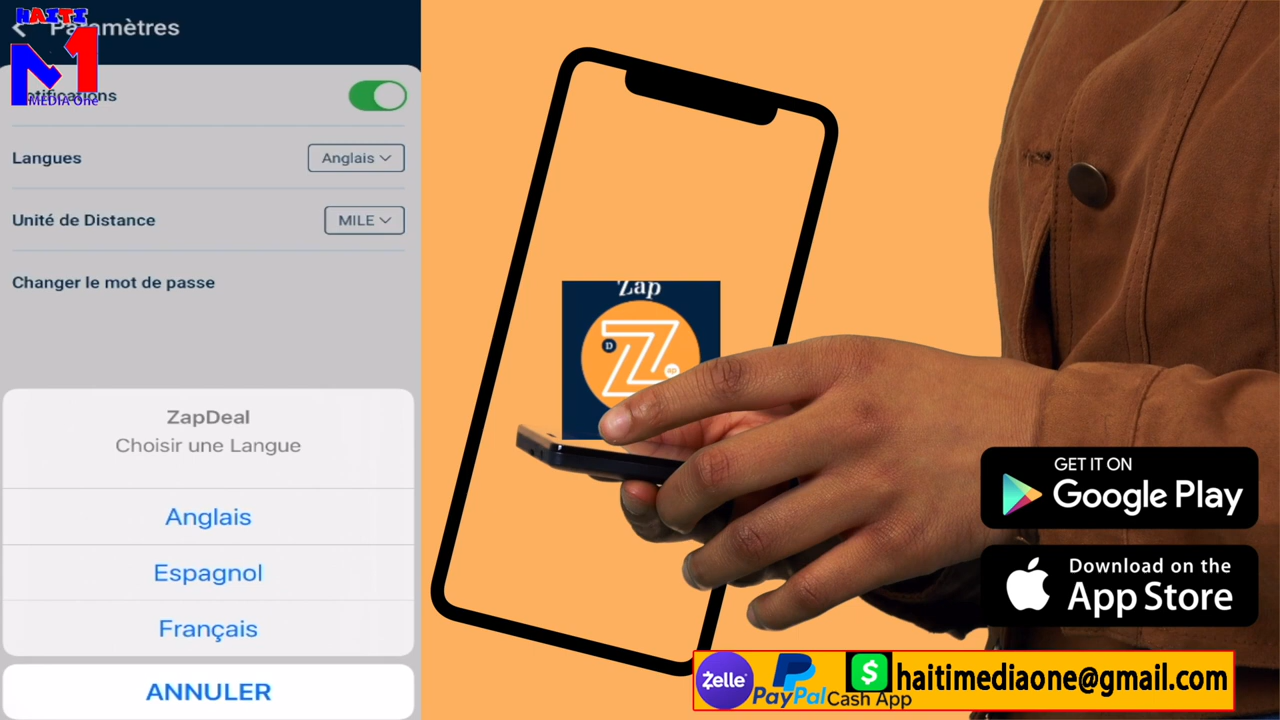 HAITI
M1
MEDIA One
Paramètres
Notifications
Langues
Anglais
Unité de Distance
MILE
Changer le mot de passe
ZapDeal
Choisir une Langue
Anglais
Espagnol
Français
ANNULER
Zap
D
Z
ap
GET IT ON
Google Play
Download on the
App Store
Zelle
PayPal
$
Cash App
haitimediaone@gmail.com